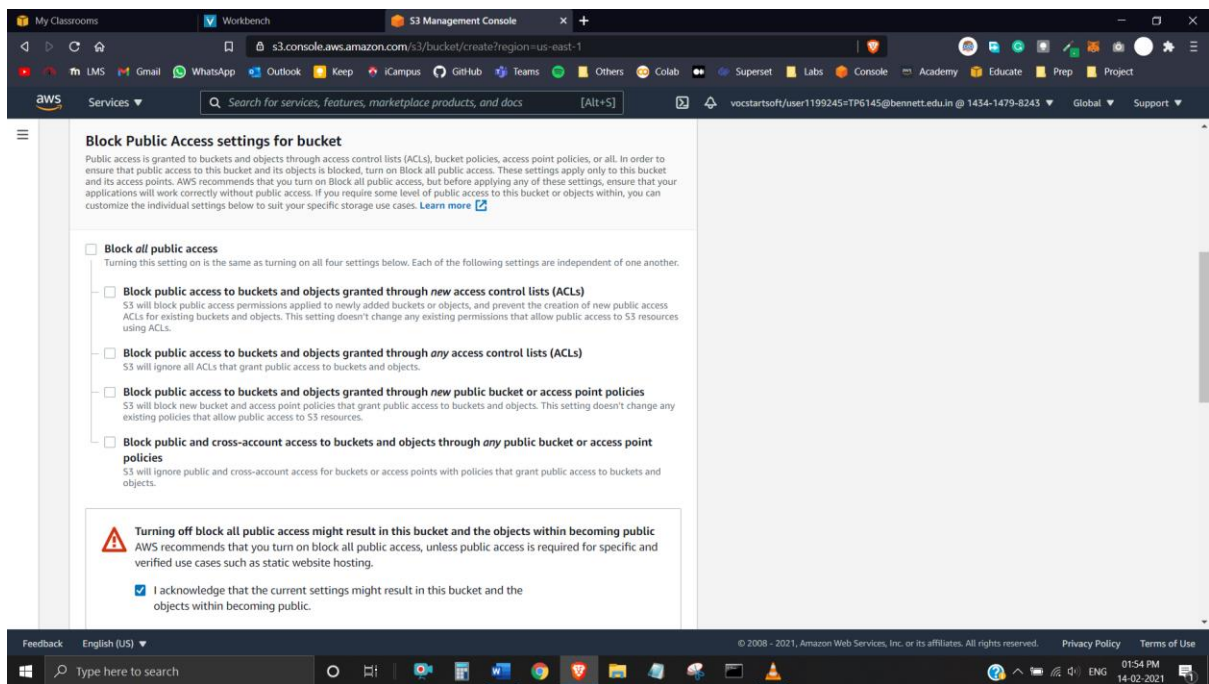 My Classrooms
Workbench
S3 Management Console
s3.console.aws.amazon.com/s3/bucket/create?region=us-east-1
LMS Gmail WhatsApp Outlook Keep iCampus GitHub Teams Others Colab Superset Labs Console Academy Educate Prep Project
aws Services Search for services, features, marketplace products, and docs [Alt+S] vocstartsoft/user1199245=TP6145@bennett.edu.in @ 1434-1479-8243 Global Support
Block Public Access settings for bucket
Public access is granted to buckets and objects through access control lists (ACLs), bucket policies, access point policies, or all. In order to
ensure that public access to this bucket and its objects is blocked, turn on Block all public access. These settings apply only to this bucket
and its access points. AWS recommends that you turn on Block all public access, but before applying any of these settings, ensure that your
applications will work correctly without public access. If you require some level of public access to this bucket or objects within, you can
customize the individual settings below to suit your specific storage use cases. Learn more
Block all public access
Turning this setting on is the same as turning on all four settings below. Each of the following settings are independent of one another.
Block public access to buckets and objects granted through new access control lists (ACLs)
S3 will block public access permissions applied to newly added buckets or objects, and prevent the creation of new public access
ACLs for existing buckets and objects. This setting doesn't change any existing permissions that allow public access to S3 resources
using ACLs.
Block public access to buckets and objects granted through any access control lists (ACLs)
S3 will ignore all ACLs that grant public access to buckets and objects.
Block public access to buckets and objects granted through new public bucket or access point policies
S3 will block new bucket and access point policies that grant public access to buckets and objects. This setting doesn't change any
existing policies that allow public access to S3 resources.
Block public and cross-account access to buckets and objects through any public bucket or access point
policies
S3 will ignore public and cross-account access for buckets or access points with policies that grant public access to buckets and
objects.
Turning off block all public access might result in this bucket and the objects within becoming public
AWS recommends that you turn on block all public access, unless public access is required for specific and
verified use cases such as static website hosting.
I acknowledge that the current settings might result in this bucket and the
objects within becoming public.
Feedback English (US) © 2008 - 2021, Amazon Web Services, Inc. or its affiliates. All rights reserved. Privacy Policy Terms of Use
Type here to search
ENG
01:54 PM
14-02-2021